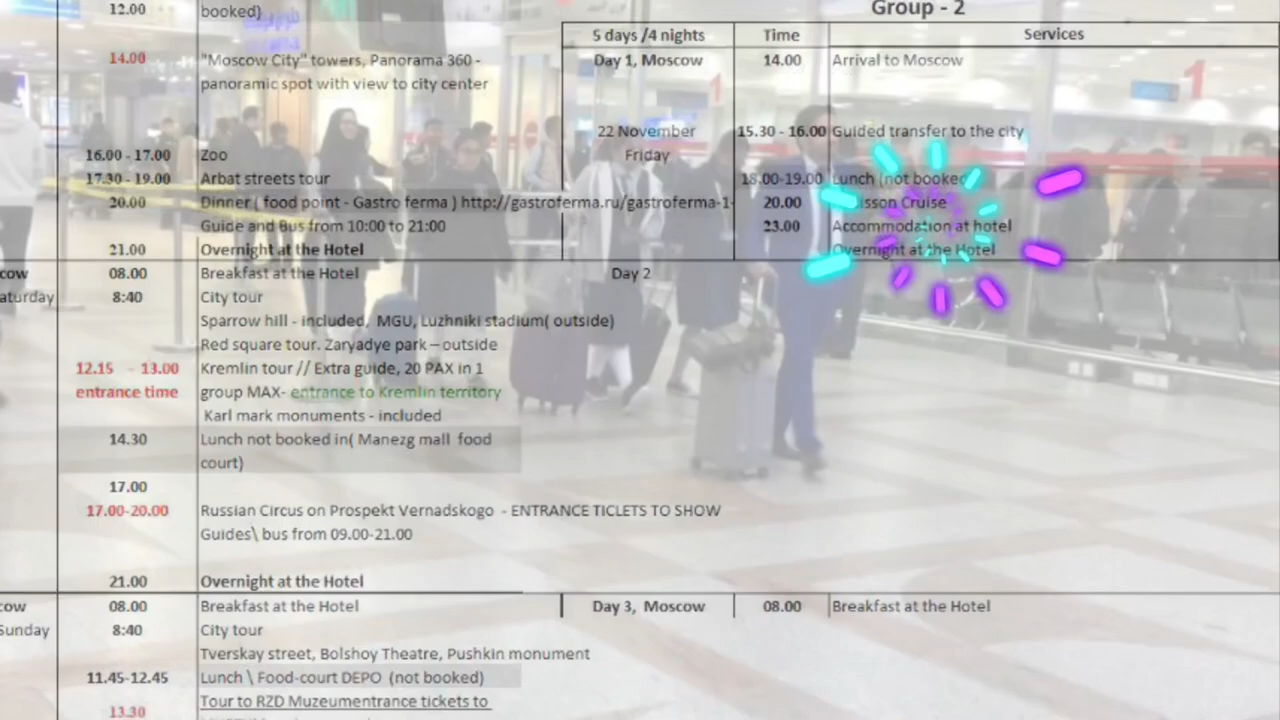 12.00
booked)
14.00
"Moscow City" towers, Panorama 360 -
panoramic spot with view to city center
16.00 - 17.00 Zoo
17.30 - 19.00 Arbat streets tour
20.00 Dinner ( food point - Gastro ferma ) http://gastroferma.ru/gastroferma-1-
Guide and Bus from 10:00 to 21:00
21.00 Overnight at the Hotel
Group - 2
5 days /4 nights Time Services
Day 1, Moscow 14.00 Arrival to Moscow
22 November 15.30 - 16.00 Guided transfer to the city
Friday
18.00-19.00 Lunch (not booked
20.00 isson Cruise
23.00 Accommodation at hotel
Overnight at the Hotel
cow 08.00 Breakfast at the Hotel Day 2
aturday 8:40 City tour
Sparrow hill - included, MGU, Luzhniki stadium( outside)
Red square tour. Zaryadye park – outside
12.15 - 13.00 Kremlin tour // Extra guide, 20 PAX in 1
entrance time group MAX- entrance to Kremlin territory
Karl mark monuments - included
14.30 Lunch not booked in( Manezg mall food
court)
17.00
17.00-20.00 Russian Circus on Prospekt Vernadskogo - ENTRANCE TICLETS TO SHOW
Guides\ bus from 09.00-21.00
21.00 Overnight at the Hotel
cow 08.00 Breakfast at the Hotel Day 3, Moscow 08.00 Breakfast at the Hotel
Sunday 8:40 City tour
Tverskay street, Bolshoy Theatre, Pushkin monument
11.45-12.45 Lunch \ Food-court DEPO (not booked)
13.30 Tour to RZD Muzeumentrance tickets to
1
1